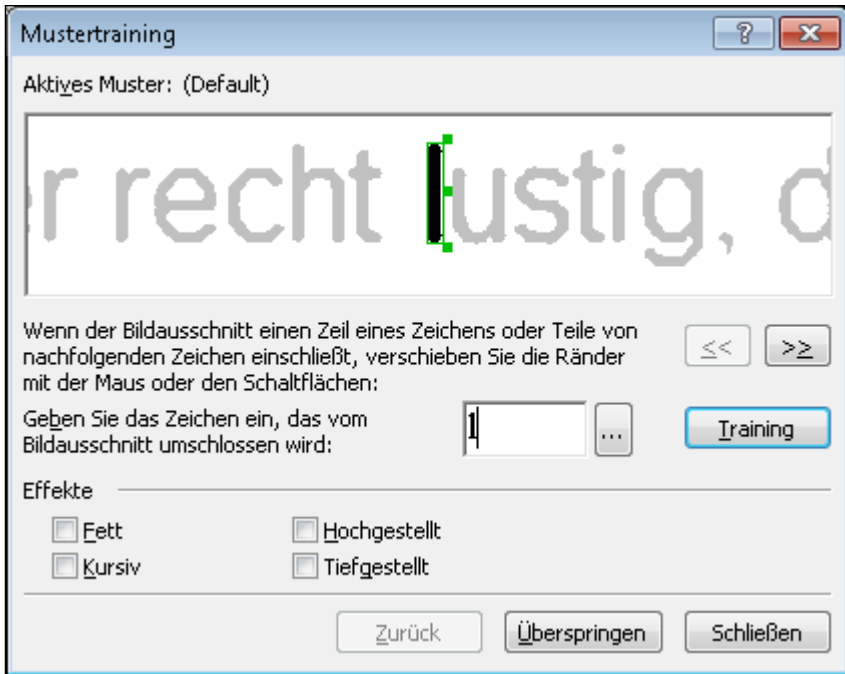 Mustertraining
Aktives Muster: (Default)
er recht lustig, d
Wenn der Bildausschnitt einen Zeil eines Zeichens oder Teile von
nachfolgenden Zeichen einschließt, verschieben Sie die Ränder
mit der Maus oder den Schaltflächen:
<< >>
Geben Sie das Zeichen ein, das vom
Bildausschnitt umschlossen wird:
l ... Training
Effekte
Fett Hochgestellt
Kursiv Tiefgestellt
Zurück Überspringen Schließen